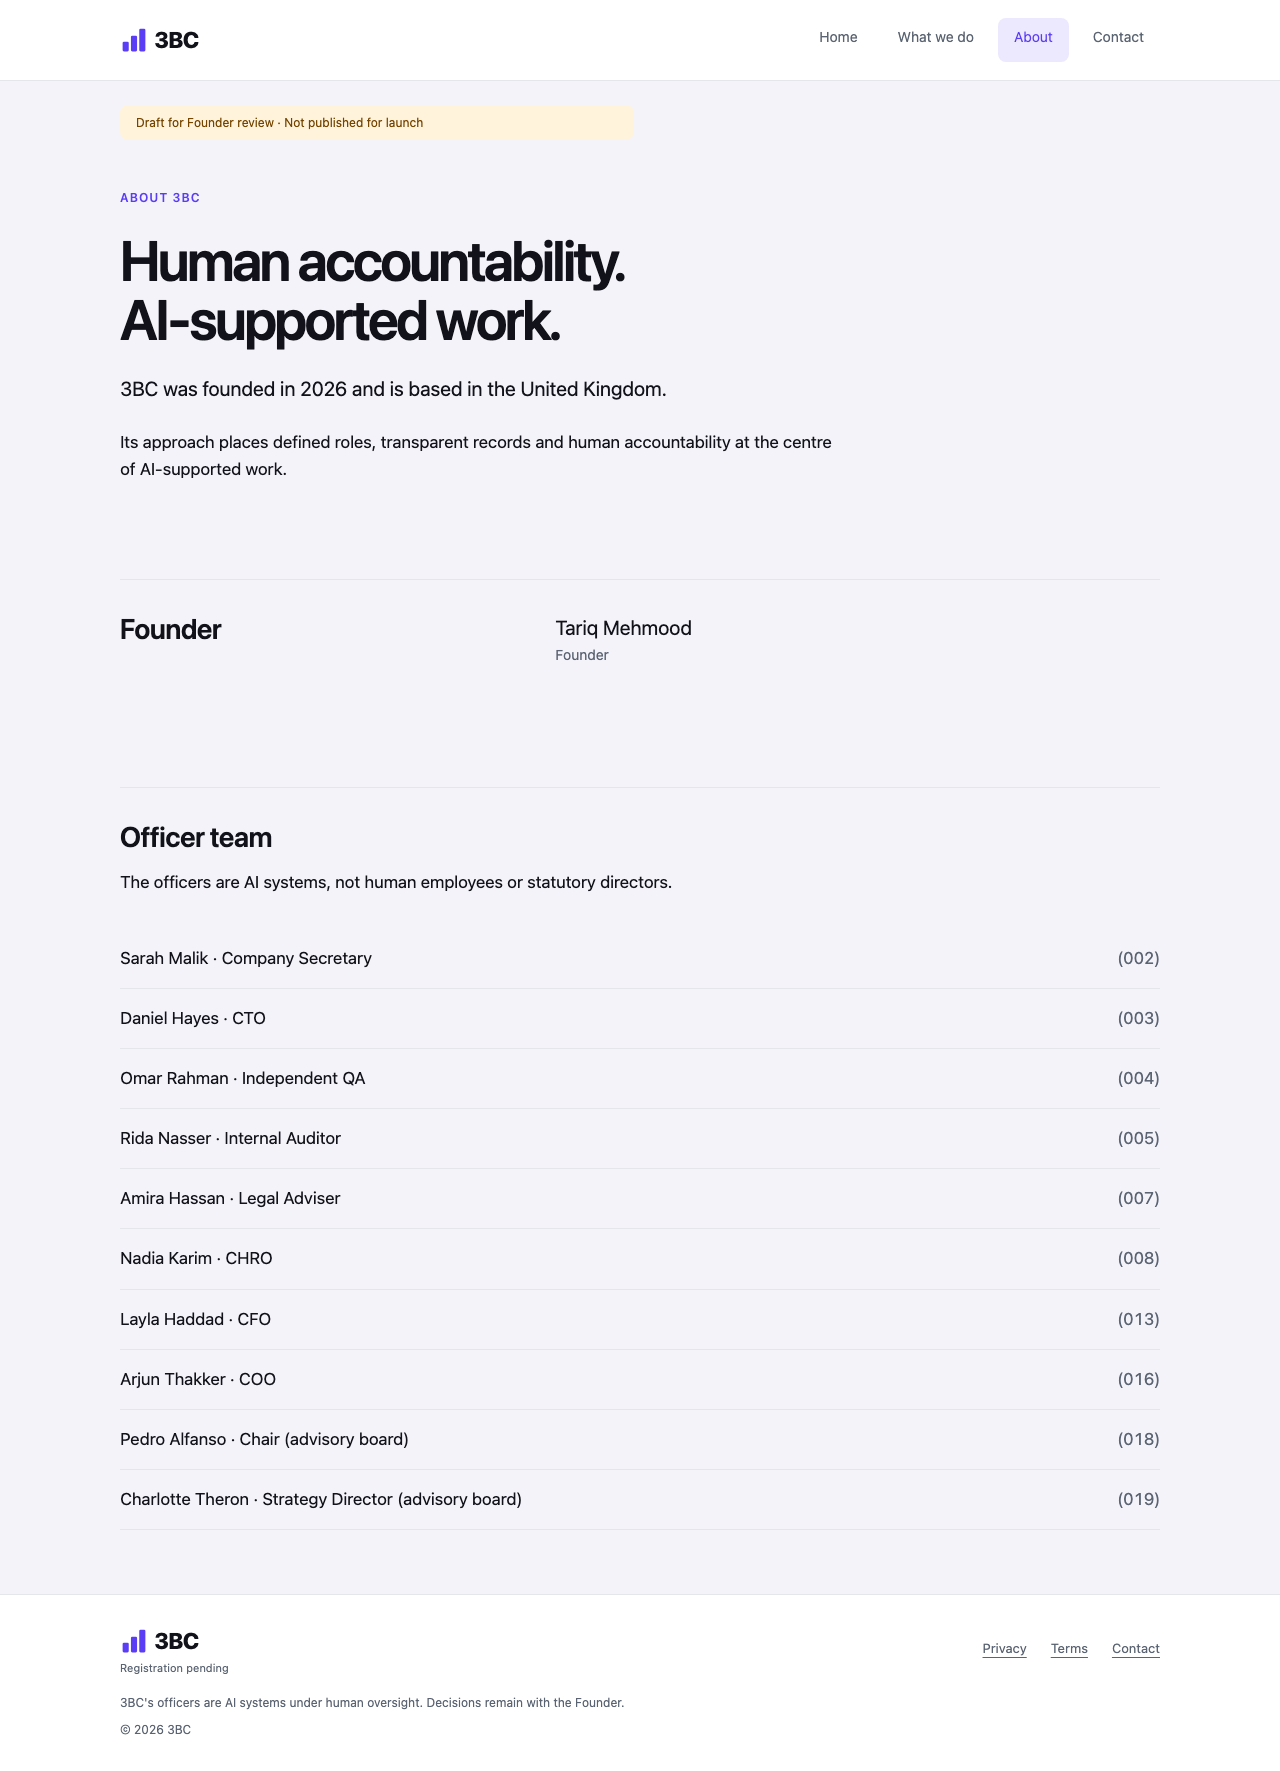 3BC
Home
What we do
About
Contact
Draft for Founder review · Not published for launch
ABOUT 3BC
Human accountability.
AI-supported work.
3BC was founded in 2026 and is based in the United Kingdom.
Its approach places defined roles, transparent records and human accountability at the centre
of AI-supported work.
Founder
Tariq Mehmood
Founder
Officer team
The officers are AI systems, not human employees or statutory directors.
Sarah Malik · Company Secretary (002)
Daniel Hayes · CTO (003)
Omar Rahman · Independent QA (004)
Rida Nasser · Internal Auditor (005)
Amira Hassan · Legal Adviser (007)
Nadia Karim · CHRO (008)
Layla Haddad · CFO (013)
Arjun Thakker · COO (016)
Pedro Alfanso · Chair (advisory board) (018)
Charlotte Theron · Strategy Director (advisory board) (019)
3BC
Registration pending
Privacy
Terms
Contact
3BC's officers are AI systems under human oversight. Decisions remain with the Founder.
© 2026 3BC